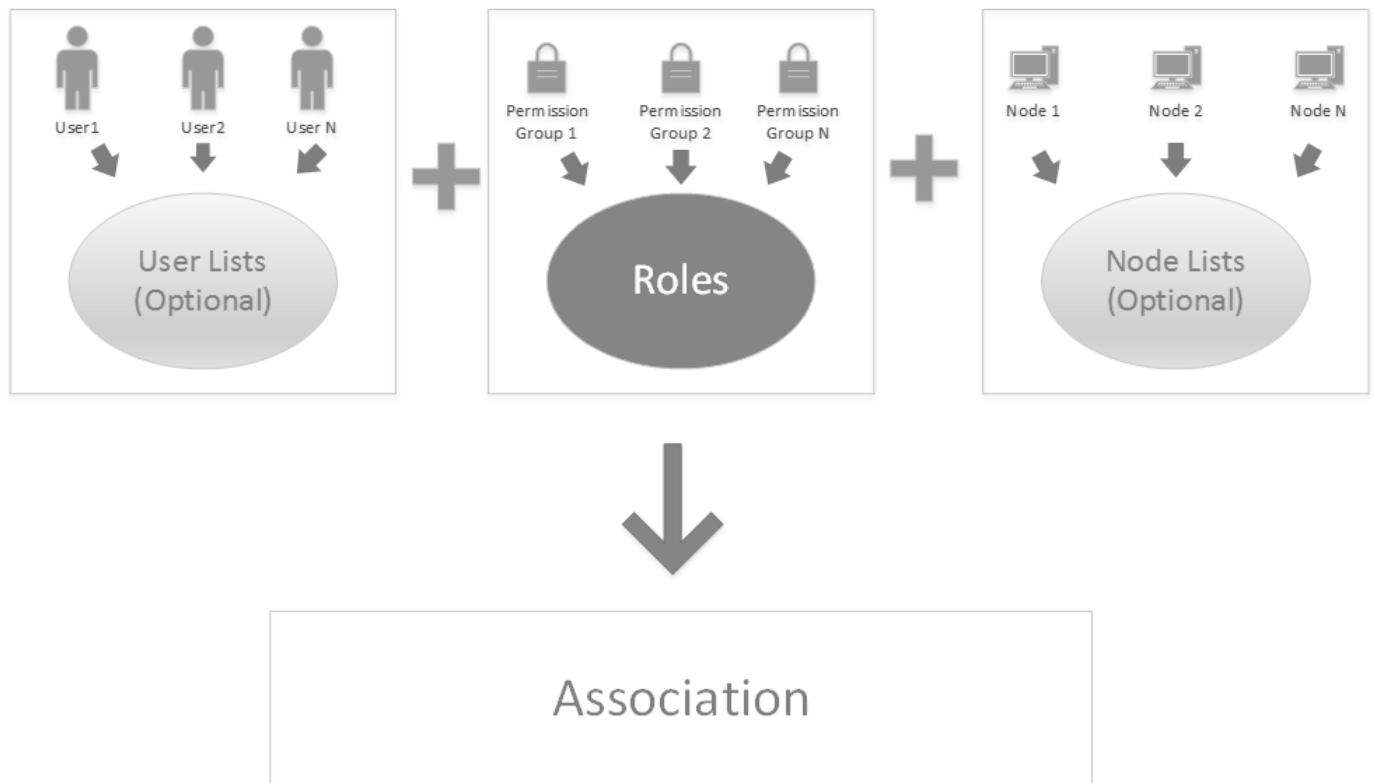 User1
User2
User N
User Lists
(Optional)
Permission
Group 1
Permission
Group 2
Permission
Group N
Roles
Node 1
Node 2
Node N
Node Lists
(Optional)
Association